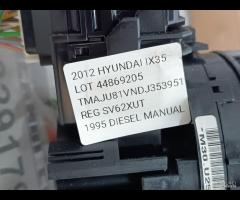 2012 HYUNDAI IX35
LOT 44869205
TMAJU81VNDJ353951
REG SV62XUT
1995 DIESEL MANUAL